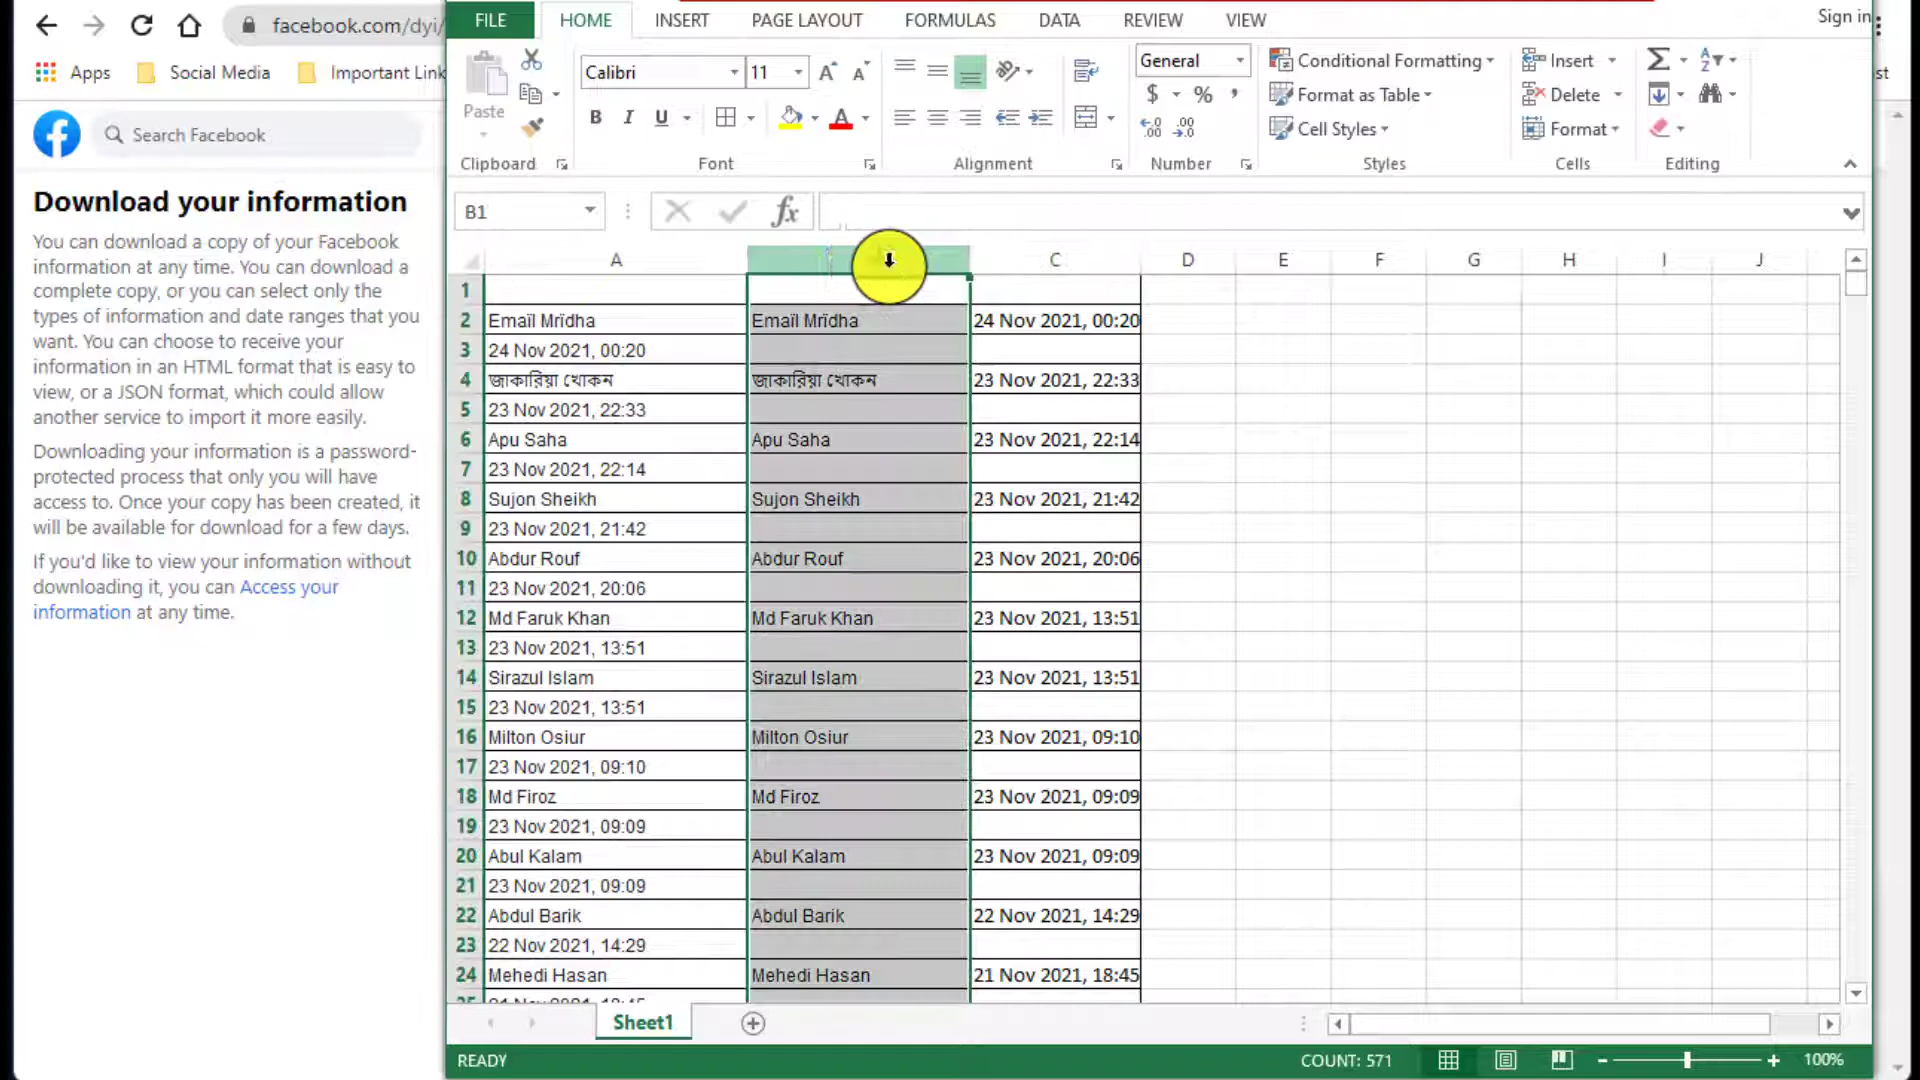 facebook.com/dyi/
Apps
Social Media
Important Link
Search Facebook
Download your information
You can download a copy of your Facebook
information at any time. You can download a
complete copy, or you can select only the
types of information and date ranges that you
want. You can choose to receive your
information in an HTML format that is easy to
view, or a JSON format, which could allow
another service to import it more easily.
Downloading your information is a password-
protected process that only you will have
access to. Once your copy has been created, it
will be available for download for a few days.
If you'd like to view your information without
downloading it, you can Access your
information at any time.
FILE HOME INSERT PAGE LAYOUT FORMULAS DATA REVIEW VIEW Sign in
st
Paste
Clipboard
Calibri 11
B I U
Font
Alignment
General
$ % ,
Number
Conditional Formatting
Format as Table
Cell Styles
Styles
Insert
Delete
Format
Cells
Editing
B1
fx
A C D E F G H I J
1
2 Emaïl Mrïdha Emaïl Mrïdha 24 Nov 2021, 00:20
3 24 Nov 2021, 00:20
4 জাকারিয়া খোকন জাকারিয়া খোকন 23 Nov 2021, 22:33
5 23 Nov 2021, 22:33
6 Apu Saha Apu Saha 23 Nov 2021, 22:14
7 23 Nov 2021, 22:14
8 Sujon Sheikh Sujon Sheikh 23 Nov 2021, 21:42
9 23 Nov 2021, 21:42
10 Abdur Rouf Abdur Rouf 23 Nov 2021, 20:06
11 23 Nov 2021, 20:06
12 Md Faruk Khan Md Faruk Khan 23 Nov 2021, 13:51
13 23 Nov 2021, 13:51
14 Sirazul Islam Sirazul Islam 23 Nov 2021, 13:51
15 23 Nov 2021, 13:51
16 Milton Osiur Milton Osiur 23 Nov 2021, 09:10
17 23 Nov 2021, 09:10
18 Md Firoz Md Firoz 23 Nov 2021, 09:09
19 23 Nov 2021, 09:09
20 Abul Kalam Abul Kalam 23 Nov 2021, 09:09
21 23 Nov 2021, 09:09
22 Abdul Barik Abdul Barik 22 Nov 2021, 14:29
23 22 Nov 2021, 14:29
24 Mehedi Hasan Mehedi Hasan 21 Nov 2021, 18:45
25 21 Nov 2021, 18:45
Sheet1
READY COUNT: 571 100%